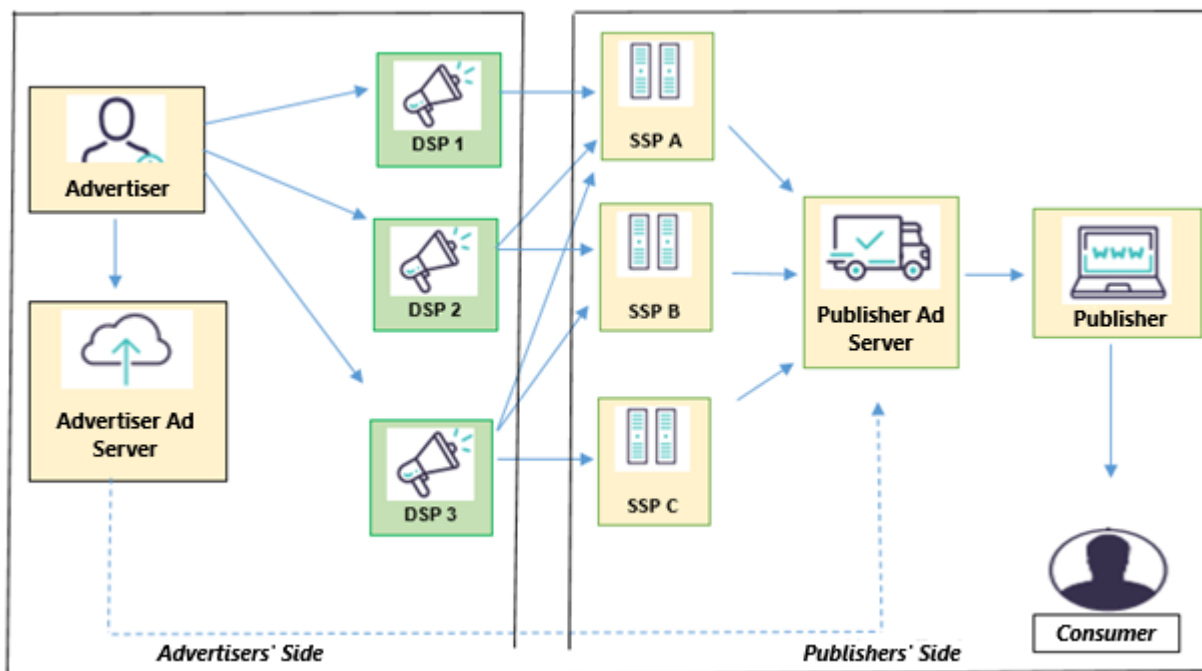 Advertiser
Advertiser Ad
Server
DSP 1
DSP 2
DSP 3
Advertisers' Side
SSP A
SSP B
SSP C
Publisher Ad
Server
WWW
Publisher
Consumer
Publishers' Side